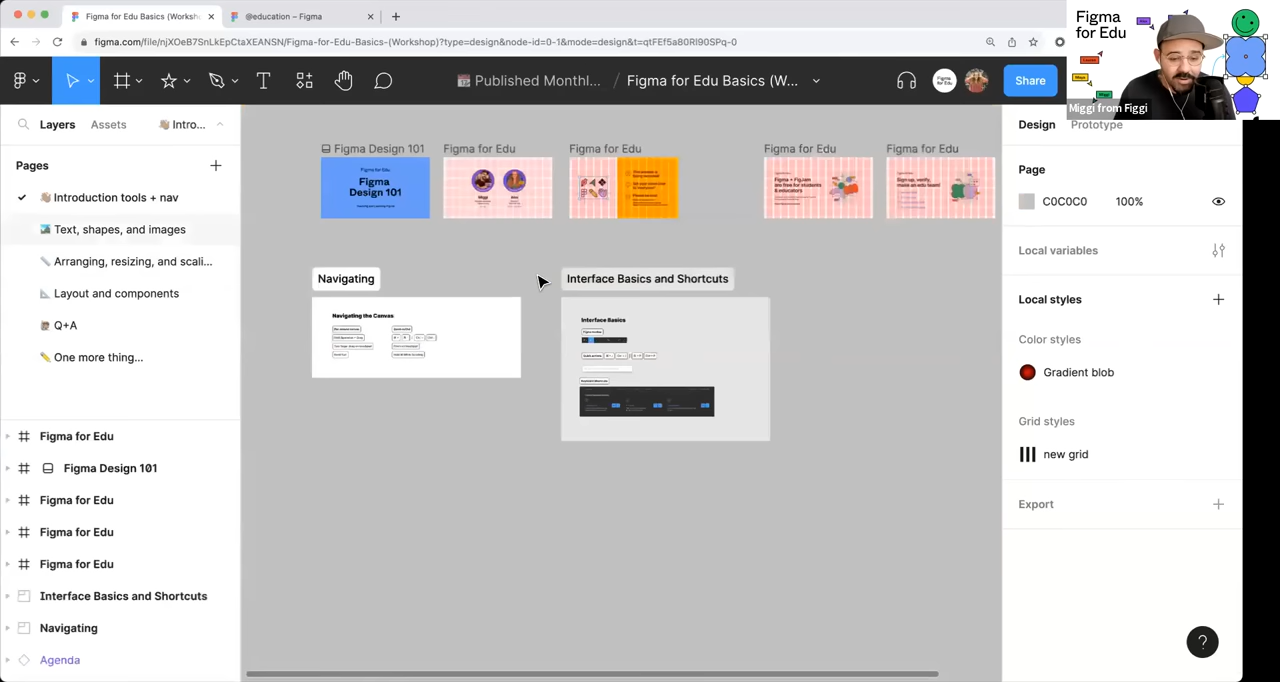 Figma for Edu Basics (Worksh
@education – Figma
figma.com/file/njXOeB7SnLkEpCtaXEANSN/Figma-for-Edu-Basics-(Workshop)?type=design&node-id=0-1&mode=design&t=qtFEf5a80RI90SPq-0
Figma
for Edu
Miggi from Figgi
Published Monthl... / Figma for Edu Basics (W...
Share
Layers
Assets
Intro...
Design
Prototype
Pages
Introduction tools + nav
Text, shapes, and images
Arranging, resizing, and scali...
Layout and components
Q+A
One more thing...
Figma for Edu
Figma Design 101
Figma for Edu
Figma for Edu
Figma for Edu
Interface Basics and Shortcuts
Navigating
Agenda
Figma Design 101
Figma for Edu
Figma for Edu
Figma for Edu
Figma for Edu
Figma
Design 101
Navigating
Interface Basics and Shortcuts
Navigating the Canvas
Interface Basics
Page
C0C0C0
100%
Local variables
Local styles
Color styles
Gradient blob
Grid styles
new grid
Export
?